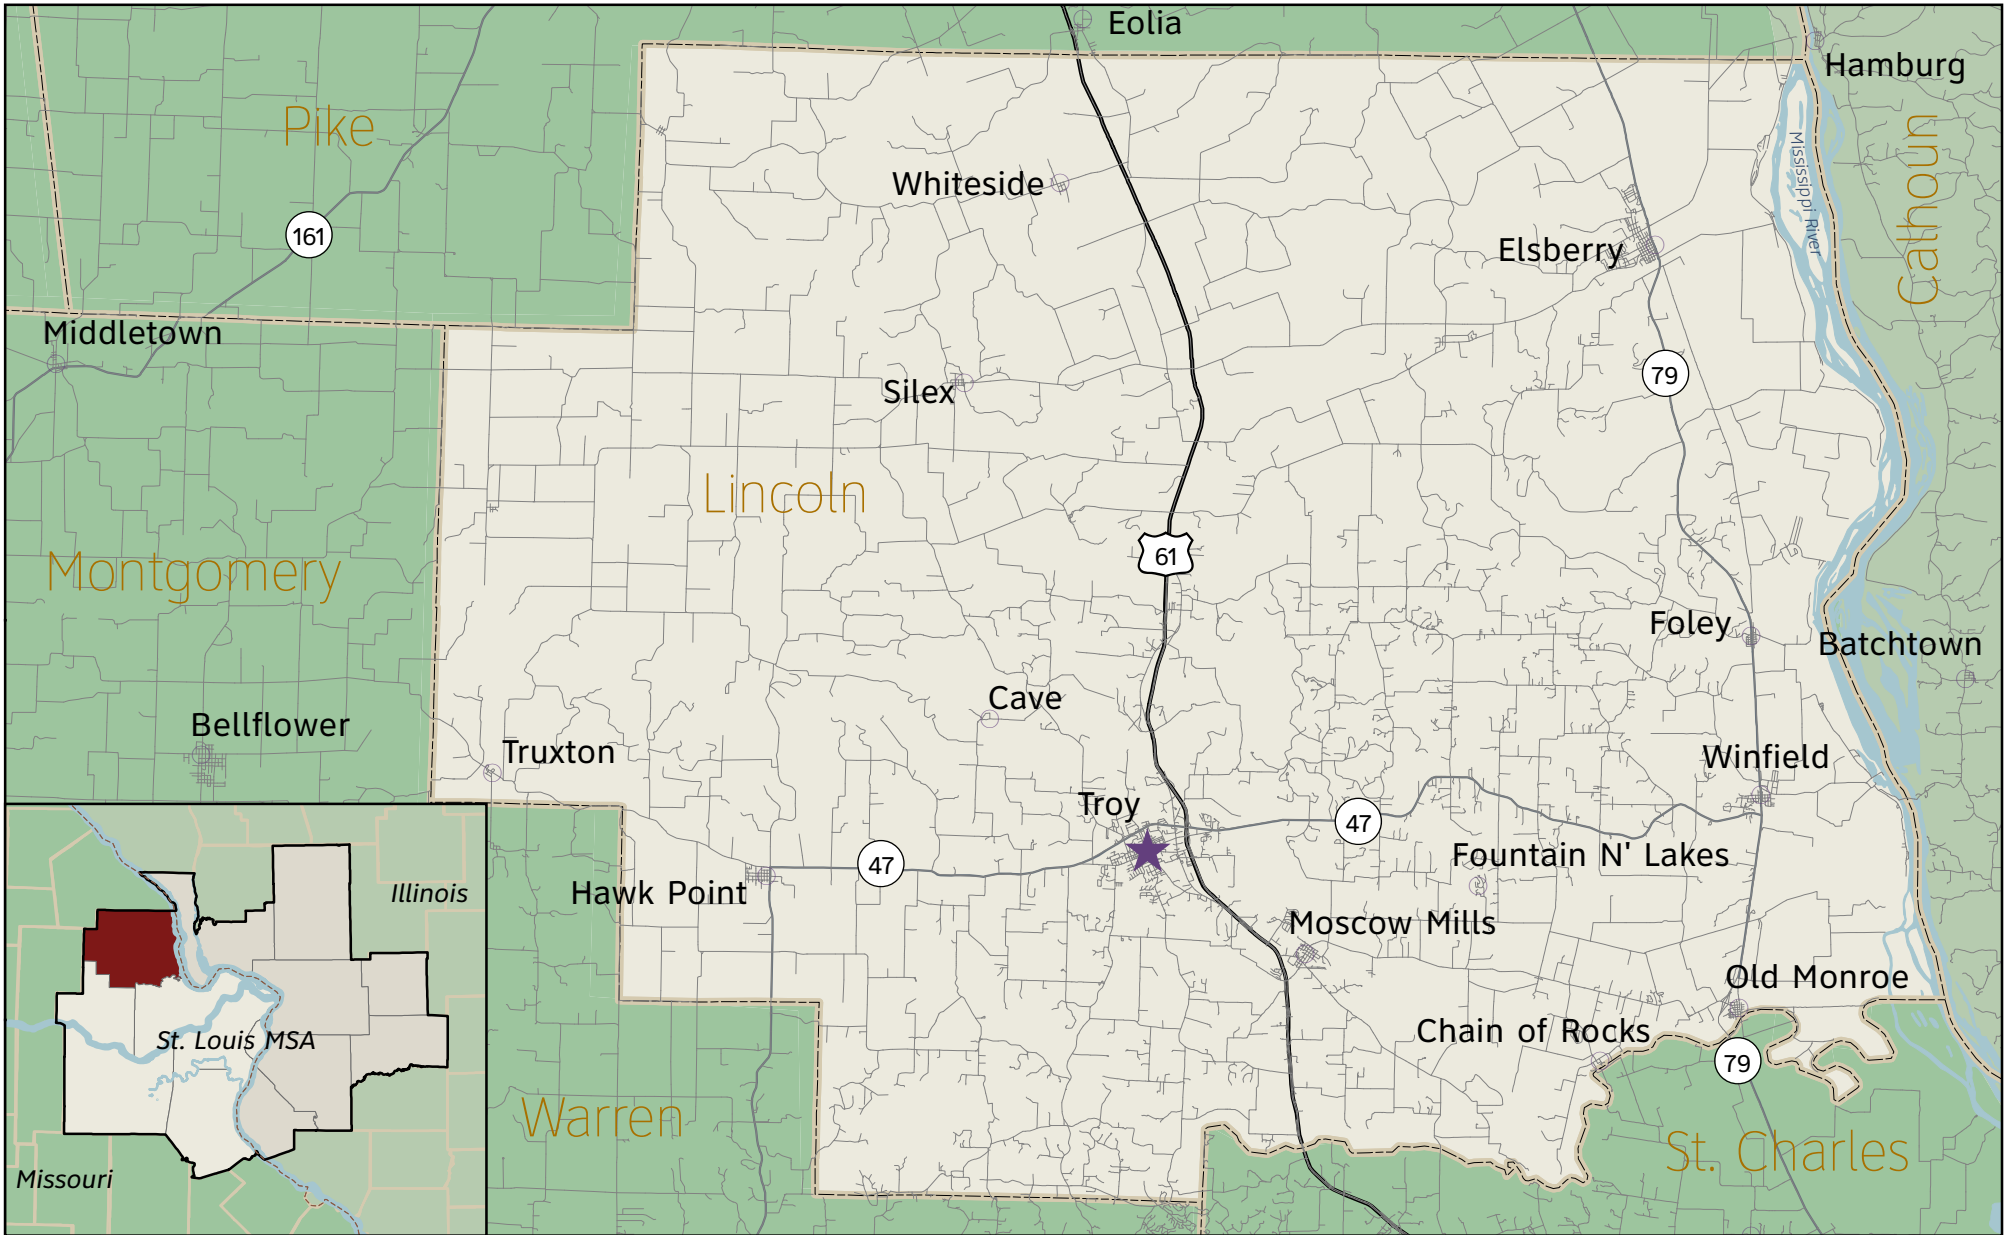 Eolia
Hamburg
Pike
Calhoun
Mississippi River
Whiteside
161
Elsberry
Middletown
79
Silex
Lincoln
61
Montgomery
Foley
Batchtown
Cave
Bellflower
Truxton
Winfield
Troy
47
47
Fountain N' Lakes
Hawk Point
Illinois
Moscow Mills
Old Monroe
St. Louis MSA
Chain of Rocks
79
Warren
St. Charles
Missouri